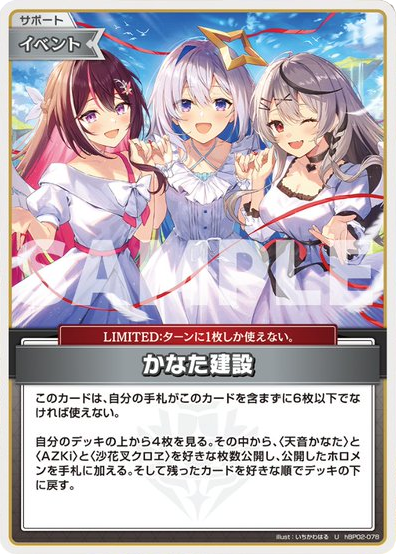 サポート
イベント
SAMPLE
LIMITED:ターンに1枚しか使えない。
かなた建設
このカードは、自分の手札がこのカードを含まずに6枚以下でな
ければ使えない。
自分のデッキの上から4枚を見る。その中から、〈天音かなた〉と
〈AZKi〉と〈沙花叉クロヱ〉を好きな枚数公開し、公開したホロメ
ンを手札に加える。そして残ったカードを好きな順でデッキの下
に戻す。
illust：いちかわはる U hBP02-078